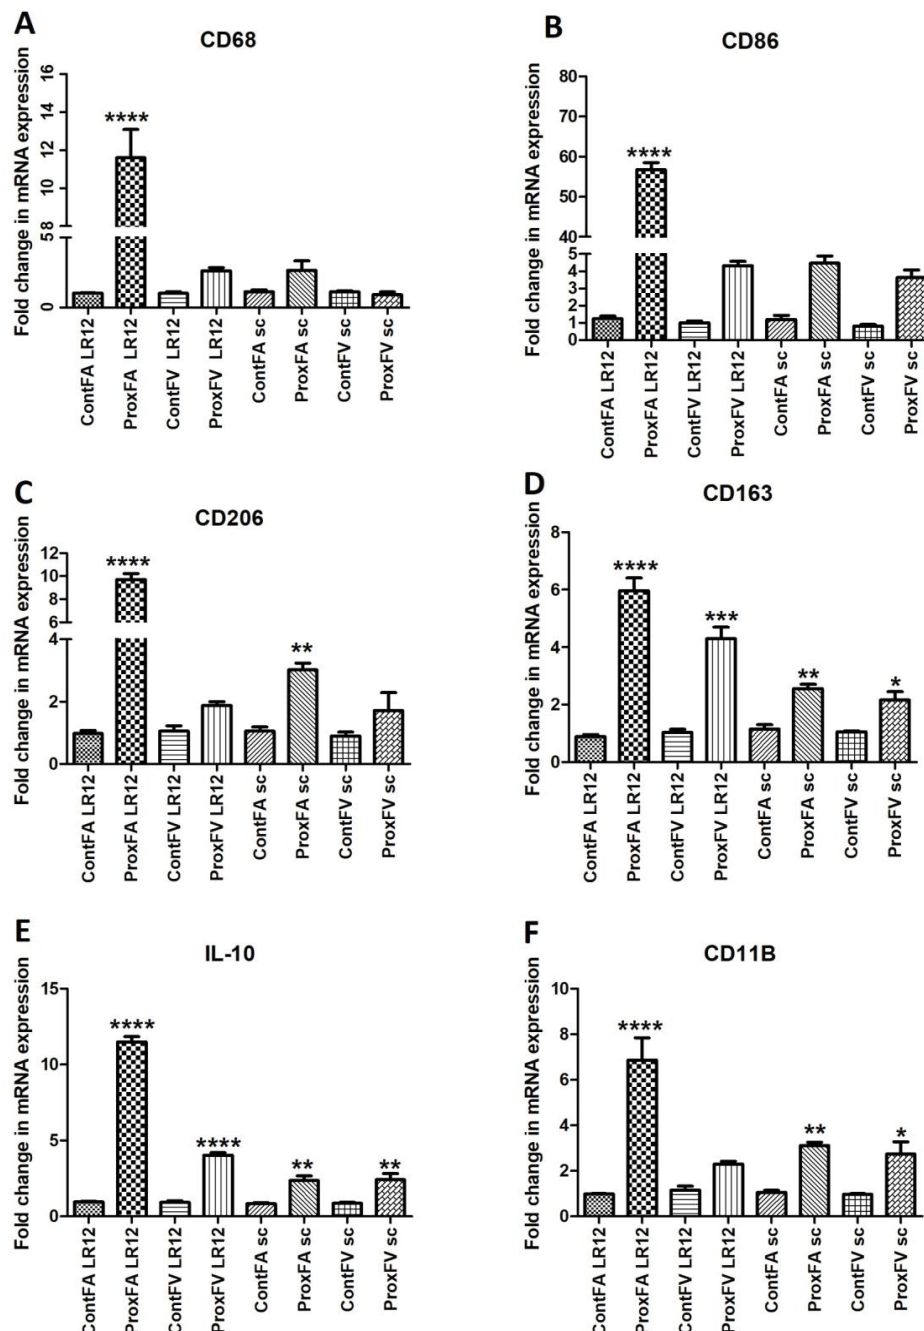 A
CD68
Fold change in mRNA expression
16
14
12
10
8
5
0
****
ContFA LR12
ProxFA LR12
ContFV LR12
ProxFV LR12
ContFA sc
ProxFA sc
ContFV sc
ProxFV sc
B
CD86
Fold change in mRNA expression
80
70
60
50
40
5
4
3
2
1
0
****
ContFA LR12
ProxFA LR12
ContFV LR12
ProxFV LR12
ContFA sc
ProxFA sc
ContFV sc
ProxFV sc
C
CD206
Fold change in mRNA expression
12
10
8
6
4
2
0
****
**
ContFA LR12
ProxFA LR12
ContFV LR12
ProxFV LR12
ContFA sc
ProxFA sc
ContFV sc
ProxFV sc
D
CD163
Fold change in mRNA expression
8
6
4
2
0
****
***
**
*
ContFA LR12
ProxFA LR12
ContFV LR12
ProxFV LR12
ContFA sc
ProxFA sc
ContFV sc
ProxFV sc
E
IL-10
Fold change in mRNA expression
15
10
5
0
****
****
**
**
ContFA LR12
ProxFA LR12
ContFV LR12
ProxFV LR12
ContFA sc
ProxFA sc
ContFV sc
ProxFV sc
F
CD11B
Fold change in mRNA expression
10
8
6
4
2
0
****
**
*
ContFA LR12
ProxFA LR12
ContFV LR12
ProxFV LR12
ContFA sc
ProxFA sc
ContFV sc
ProxFV sc